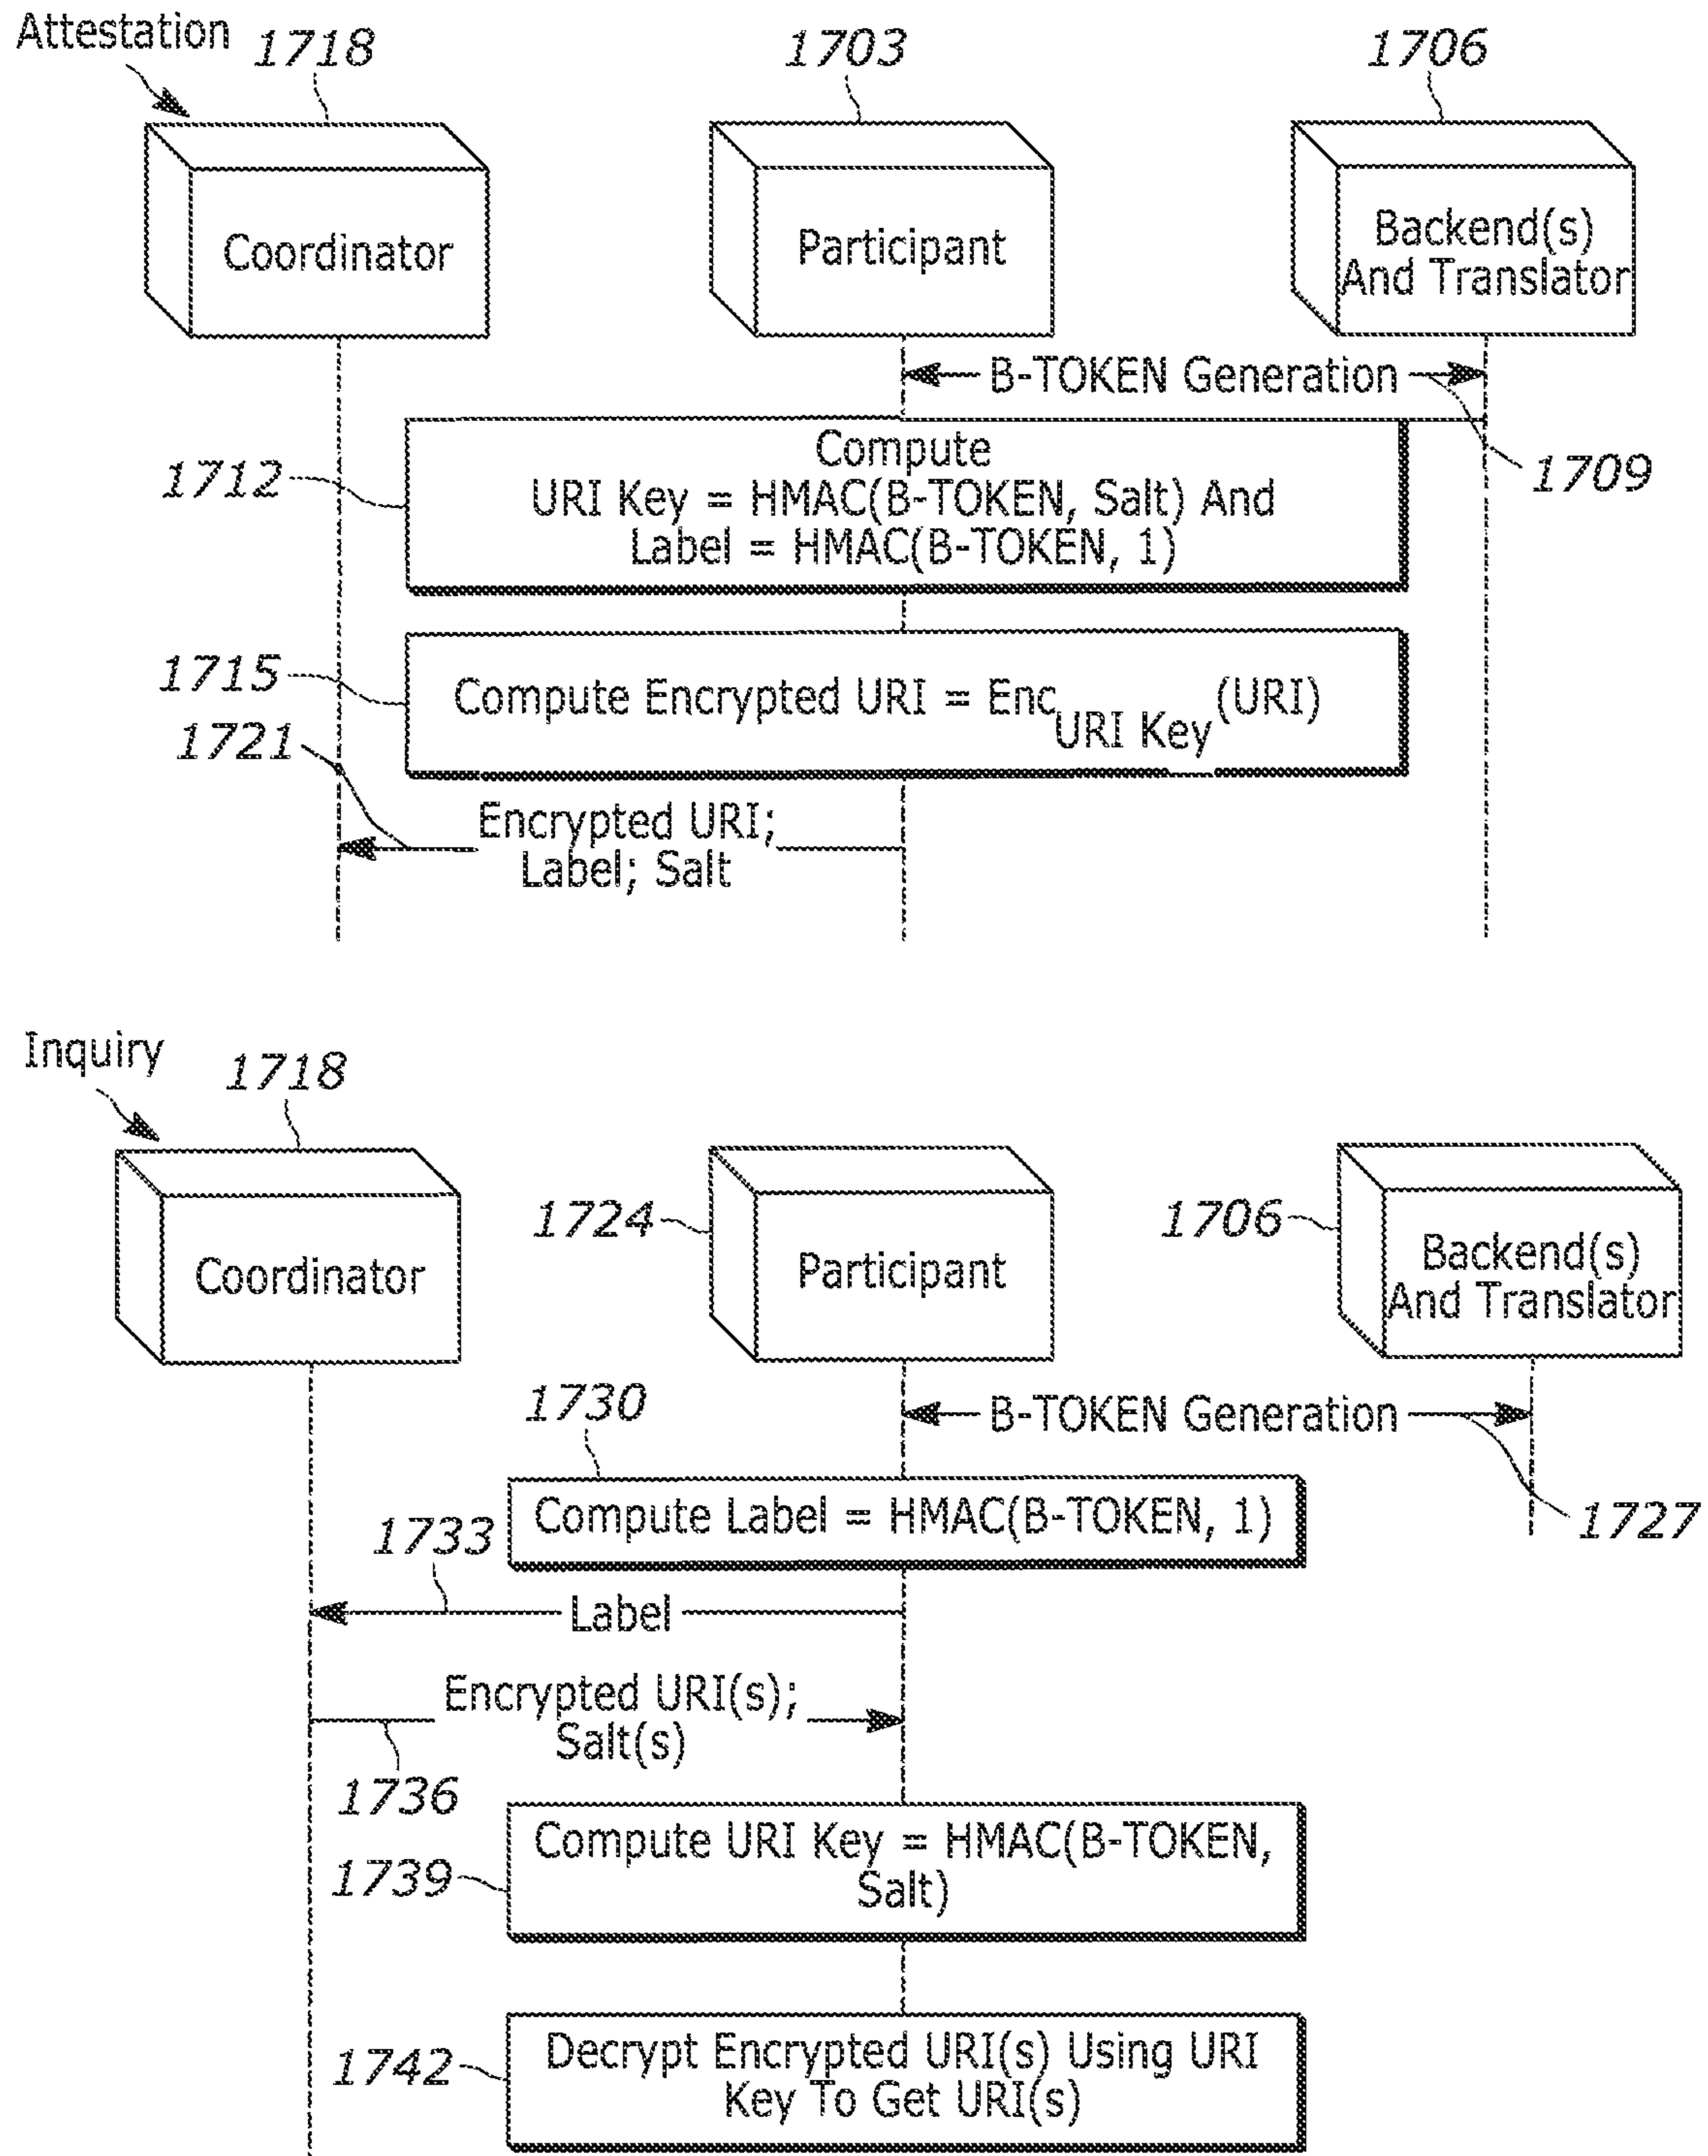 Attestation
1718
1703
1706
Coordinator
Participant
Backend(s)
And Translator
B-TOKEN Generation
1709
1712
Compute
URI Key = HMAC(B-TOKEN, Salt) And
Label = HMAC(B-TOKEN, 1)
1715
Compute Encrypted URI = Enc URI Key (URI)
1721
Encrypted URI;
Label; Salt
Inquiry
1718
1724
1706
Coordinator
Participant
Backend(s)
And Translator
B-TOKEN Generation
1727
1730
Compute Label = HMAC(B-TOKEN, 1)
1733
Label
Encrypted URI(s);
Salt(s)
1736
Compute URI Key = HMAC(B-TOKEN,
Salt)
1739
Decrypt Encrypted URI(s) Using URI
Key To Get URI(s)
1742